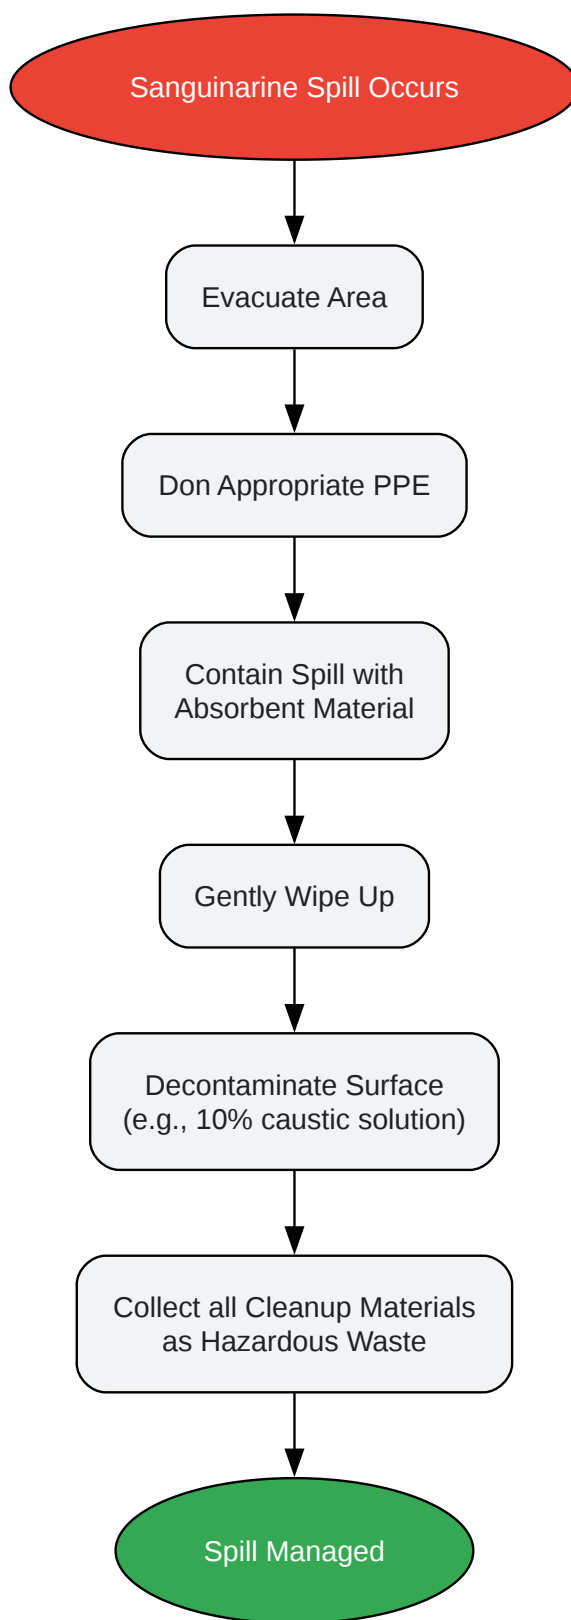 Sanguinarine Spill Occurs
Evacuate Area
Don Appropriate PPE
Contain Spill with
Absorbent Material
Gently Wipe Up
Decontaminate Surface
(e.g., 10% caustic solution)
Collect all Cleanup Materials
as Hazardous Waste
Spill Managed